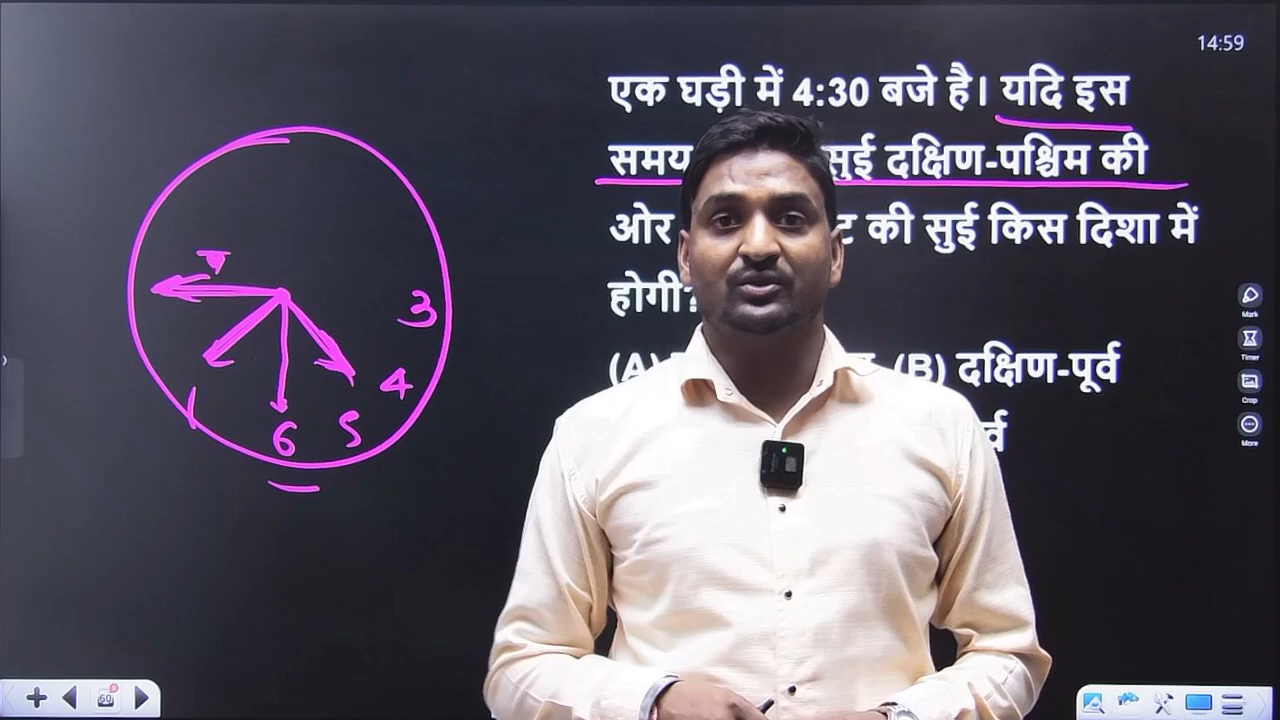 14:59
एक घड़ी में 4:30 बजे है। यदि इस
समय सुई दक्षिण-पश्चिम की
ओर की सुई किस दिशा में
होगी?
(A) (B) दक्षिण-पूर्व
3
4
5
6
Mark
Timer
Crop
More
60